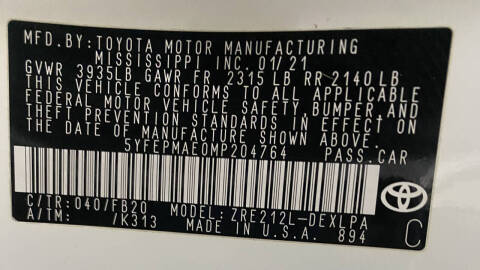 MFD.BY:TOYOTA MOTOR MANUFACTURING
MISSISSIPPI INC. 01/21
GVWR 3935LB GAWR FR 2315 LB RR 2140 LB
THIS VEHICLE CONFORMS TO ALL APPLICABLE
FEDERAL MOTOR VEHICLE SAFETY, BUMPER, AND
THEFT PREVENTION STANDARDS IN EFFECT ON
THE DATE OF MANUFACTURE SHOWN ABOVE.
5YFEPMAE0MP204764 PASS.CAR
C/TR:040/FB20 MODEL: ZRE212L-DEXLPA
A/TM: /K313 MADE IN U.S.A. 894 C